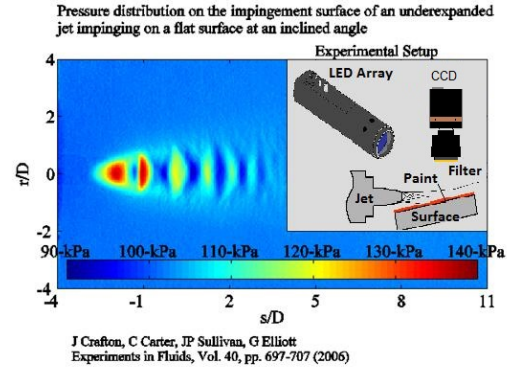 Pressure distribution on the impingement surface of an underexpanded
jet impinging on a flat surface at an inclined angle
Experimental Setup
LED Array
CCD
Filter
Paint
Jet
Surface
4
2
0
-2
-4
r/D
90-kPa 100-kPa 110-kPa 120-kPa 130-kPa 140-kPa
-4 -1 2 5 8 11
s/D
J Crafton, C Carter, JP Sullivan, G Elliott
Experiments in Fluids, Vol. 40, pp. 697-707 (2006)